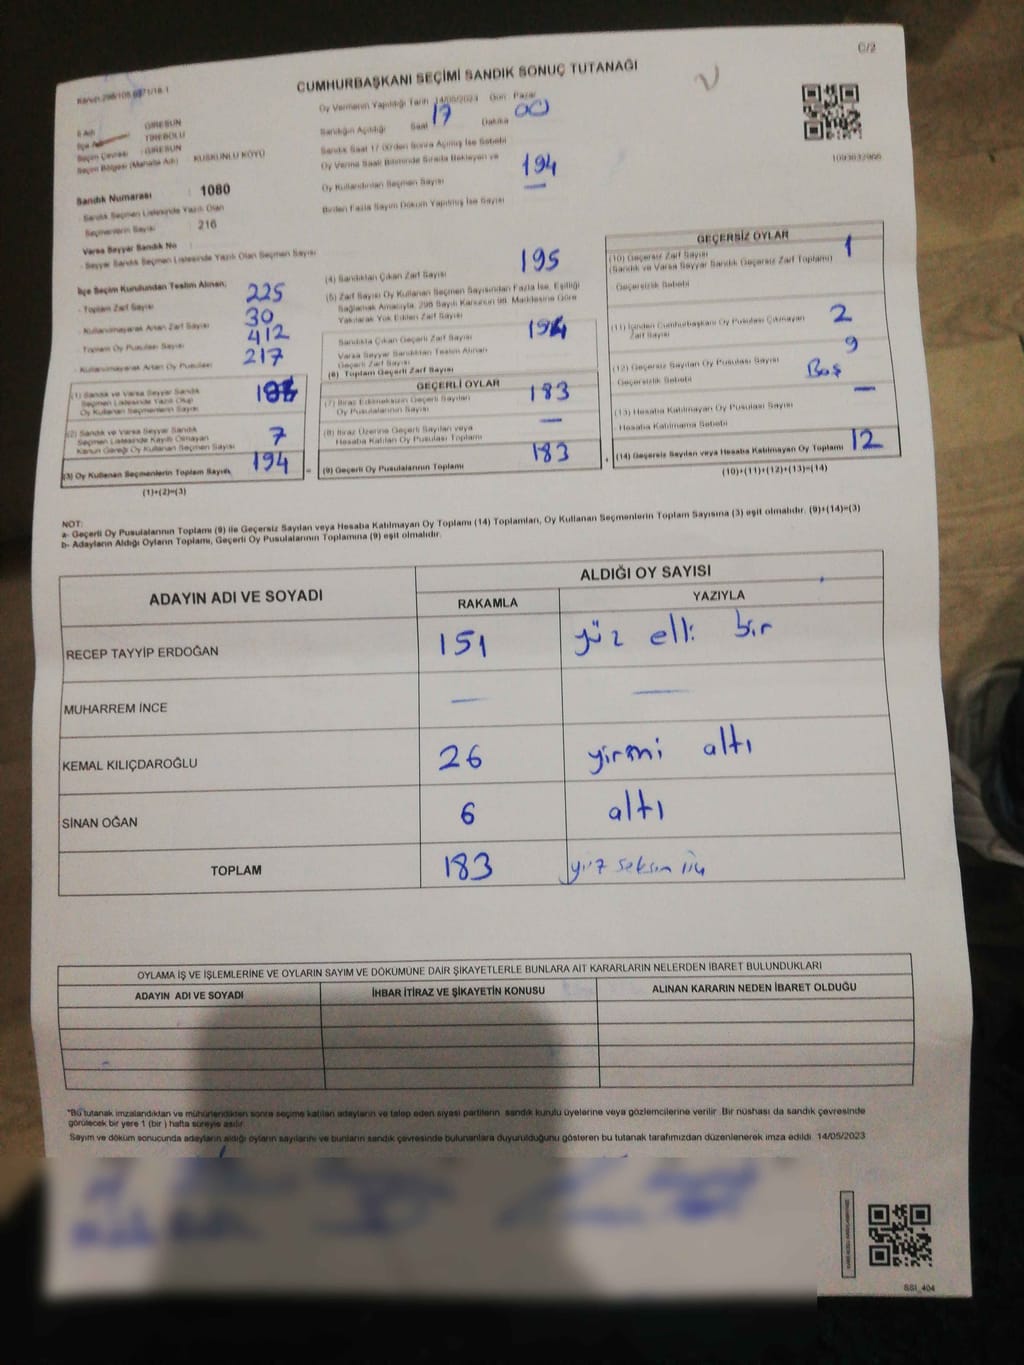 C/2
CUMHURBAŞKANI SEÇİMİ SANDIK SONUÇ TUTANAĞI
Oy Vermenin Yapıldığı Tarih 14/05/2023 Gün: Pazar
Sandığın Açıldığı Saat 17 Dakika 00
İl Adı GİRESUN
İlçe Adı TİREBOLU
Seçim Çevresi GİRESUN
Seçim Bölgesi (Mahalle Adı) KUSKUNLU KÖYÜ
Sandık Saat 17:00'den Sonra Açılmış İse Sebebi
Oy Verme Saati Bitiminde Sırada Bekleyen ve
Oy Kullandırılan Seçmen Sayısı 194
Birden Fazla Sayım Döküm Yapılmış İse Sayısı —
Sandık Numarası : 1080
- Sandık Seçmen Listesinde Yazılı Olan
Seçmenlerin Sayısı : 216
Varsa Seyyar Sandık No :
- Seyyar Sandık Seçmen Listesinde Yazılı Olan Seçmen Sayısı
İlçe Seçim Kurulundan Teslim Alınan;
- Toplam Zarf Sayısı 225
- Kullanılmayarak Artan Zarf Sayısı 30
- Toplam Oy Pusulası Sayısı 412
- Kullanılmayarak Artan Oy Pusulası 217
(1) Sandık ve Varsa Seyyar Sandık
Seçmen Listesinde Yazılı Olup
Oy Kullanan Seçmenlerin Sayısı
(2) Sandık ve Varsa Seyyar Sandık
Seçmen Listesinde Kayıtlı Olmayan
Kanun Gereği Oy Kullanan Seçmen Sayısı 7
(3) Oy Kullanan Seçmenlerin Toplam Sayısı 194 =
(1)+(2)=(3)
(4) Sandıktan Çıkan Zarf Sayısı 195
(5) Zarf Sayısı Oy Kullanan Seçmen Sayısından Fazla İse, Eşitliği
Sağlamak Amacıyla, 298 Sayılı Kanunun 98. Maddesine Göre
Yakılarak Yok Edilen Zarf Sayısı
Sandıkta Çıkan Geçerli Zarf Sayısı 194
Varsa Seyyar Sandıktan Teslim Alınan
Geçerli Zarf Sayısı
(6) Toplam Geçerli Zarf Sayısı
GEÇERLİ OYLAR
(7) İtiraz Edilmeksizin Geçerli Sayılan
Oy Pusulalarının Sayısı 183
(8) İtiraz Üzerine Geçerli Sayılan veya
Hesaba Katılan Oy Pusulası Toplamı —
(9) Geçerli Oy Pusulalarının Toplamı 183 +
GEÇERSİZ OYLAR
(10) Geçersiz Zarf Sayısı 1
(Sandık ve Varsa Seyyar Sandık Geçersiz Zarf Toplamı)
Geçersizlik Sebebi
(11) İçinden Cumhurbaşkanı Oy Pusulası Çıkmayan
Zarf Sayısı 2
(12) Geçersiz Sayılan Oy Pusulası Sayısı 9
Geçersizlik Sebebi Boş
(13) Hesaba Katılmayan Oy Pusulası Sayısı —
Hesaba Katılmama Sebebi
(14) Geçersiz Sayılan veya Hesaba Katılmayan Oy Toplamı 12
(10)+(11)+(12)+(13)=(14)
NOT:
a- Geçerli Oy Pusulalarının Toplamı (9) ile Geçersiz Sayılan veya Hesaba Katılmayan Oy Toplamı (14) Toplamları, Oy Kullanan Seçmenlerin Toplam Sayısına (3) eşit olmalıdır. (9)+(14)=(3)
b- Adayların Aldığı Oyların Toplamı, Geçerli Oy Pusulalarının Toplamına (9) eşit olmalıdır.
ADAYIN ADI VE SOYADI
ALDIĞI OY SAYISI
RAKAMLA YAZIYLA
RECEP TAYYİP ERDOĞAN 151 yüz elli bir
MUHARREM İNCE — —
KEMAL KILIÇDAROĞLU 26 yirmi altı
SİNAN OĞAN 6 altı
TOPLAM 183 yüz seksen üç
OYLAMA İŞ VE İŞLEMLERİNE VE OYLARIN SAYIM VE DÖKÜMÜNE DAİR ŞİKAYETLERLE BUNLARA AİT KARARLARIN NELERDEN İBARET BULUNDUKLARI
ADAYIN ADI VE SOYADI İHBAR İTİRAZ VE ŞİKAYETİN KONUSU ALINAN KARARIN NEDEN İBARET OLDUĞU
*Bu tutanak imzalandıktan ve mühürlendikten sonra seçime katılan adayların ve talep eden siyasi partilerin sandık kurulu üyelerine veya gözlemcilerine verilir. Bir nüshası da sandık çevresinde
görülecek bir yere 1 (bir) hafta süreyle asılır.
Sayım ve döküm sonucunda adayların aldığı oyların sayılarını ve bunların sandık çevresinde bulunanlara duyurulduğunu gösteren bu tutanak tarafımızdan düzenlenerek imza edildi. 14/05/2023
SSI_404